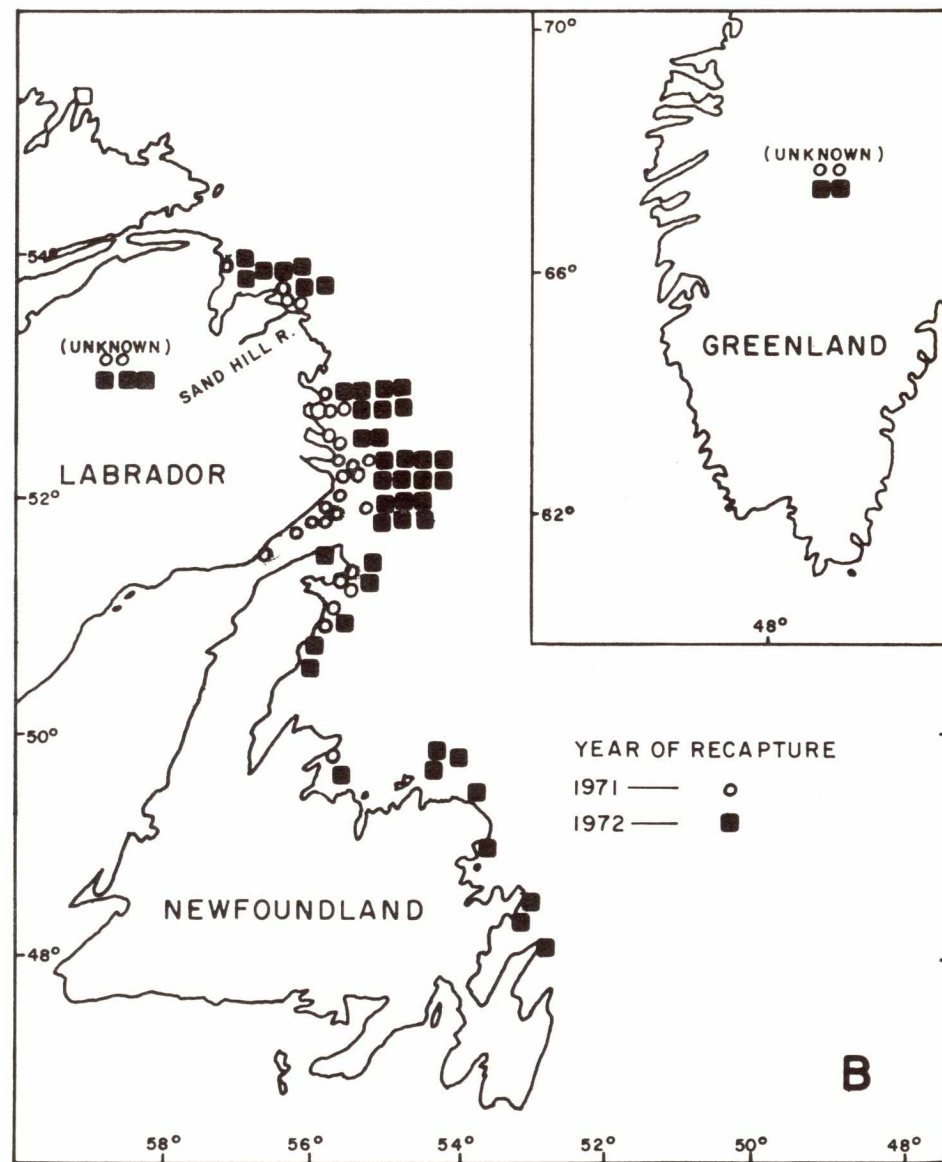 70°
(UNKNOWN)
54°
66°
(UNKNOWN)
SAND HILL R.
GREENLAND
LABRADOR
52°
62°
48°
50°
YEAR OF RECAPTURE
1971 —
1972 —
NEWFOUNDLAND
48°
B
58° 56° 54° 52° 50° 48°